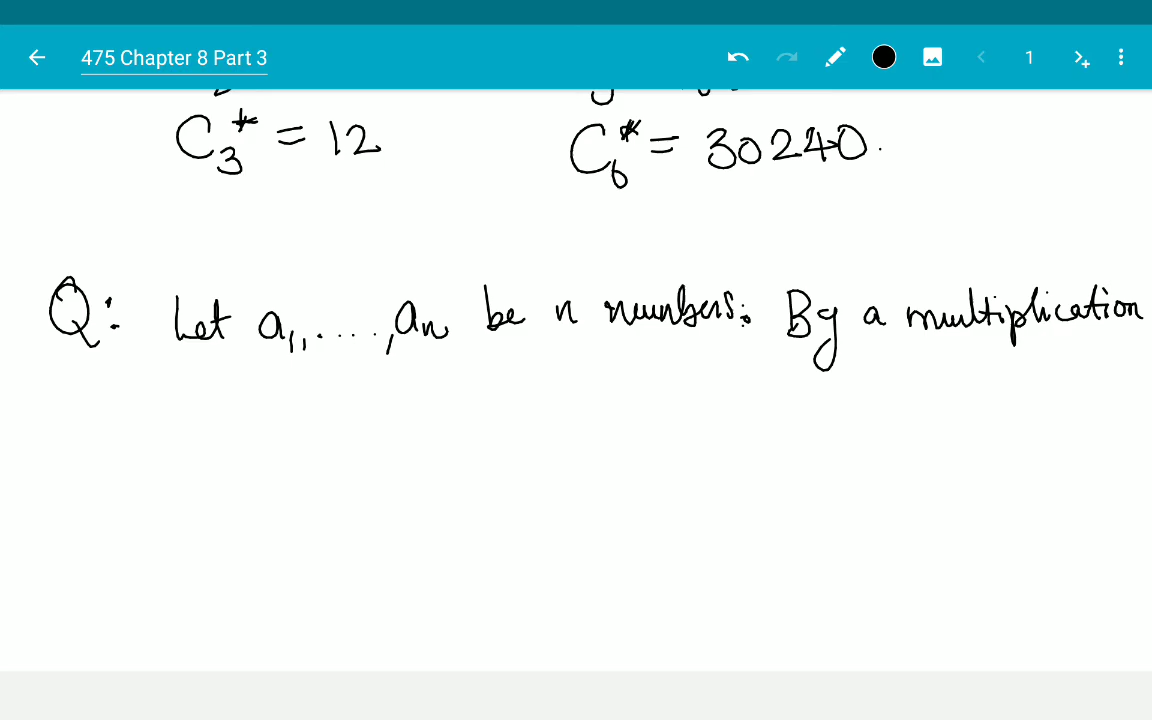 475 Chapter 8 Part 3
1
C₃* = 12 C₆* = 30240.
Q: Let a₁, ...., aₙ be n numbers. By a multiplication